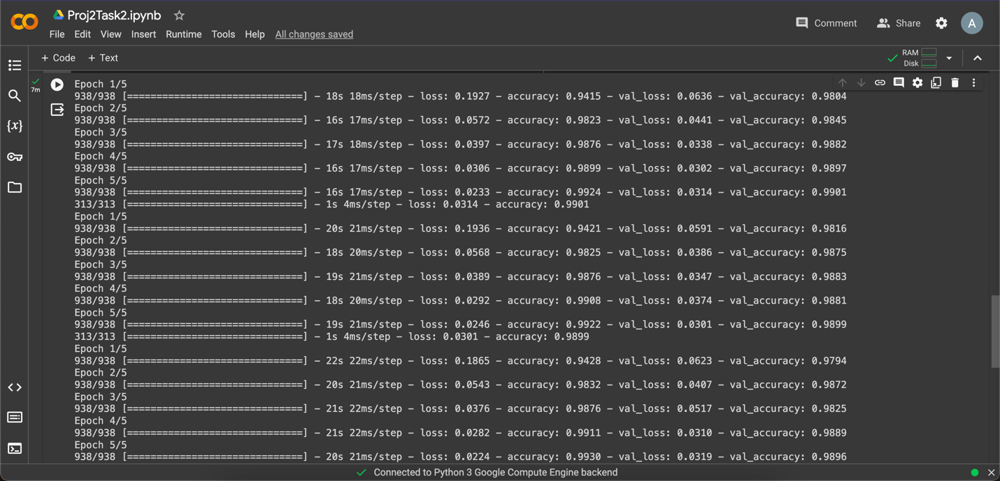 Proj2Task2.ipynb
File Edit View Insert Runtime Tools Help All changes saved
Comment Share A
+ Code + Text
RAM
Disk
7m
{x}
Epoch 1/5
938/938 [==============================] - 18s 18ms/step - loss: 0.1927 - accuracy: 0.9415 - val_loss: 0.0636 - val_accuracy: 0.9804
Epoch 2/5
938/938 [==============================] - 16s 17ms/step - loss: 0.0572 - accuracy: 0.9823 - val_loss: 0.0441 - val_accuracy: 0.9845
Epoch 3/5
938/938 [==============================] - 17s 18ms/step - loss: 0.0397 - accuracy: 0.9876 - val_loss: 0.0338 - val_accuracy: 0.9882
Epoch 4/5
938/938 [==============================] - 16s 17ms/step - loss: 0.0306 - accuracy: 0.9899 - val_loss: 0.0302 - val_accuracy: 0.9897
Epoch 5/5
938/938 [==============================] - 16s 17ms/step - loss: 0.0233 - accuracy: 0.9924 - val_loss: 0.0314 - val_accuracy: 0.9901
313/313 [==============================] - 1s 4ms/step - loss: 0.0314 - accuracy: 0.9901
Epoch 1/5
938/938 [==============================] - 20s 21ms/step - loss: 0.1936 - accuracy: 0.9421 - val_loss: 0.0591 - val_accuracy: 0.9816
Epoch 2/5
938/938 [==============================] - 18s 20ms/step - loss: 0.0568 - accuracy: 0.9825 - val_loss: 0.0386 - val_accuracy: 0.9875
Epoch 3/5
938/938 [==============================] - 19s 21ms/step - loss: 0.0389 - accuracy: 0.9876 - val_loss: 0.0347 - val_accuracy: 0.9883
Epoch 4/5
938/938 [==============================] - 18s 20ms/step - loss: 0.0292 - accuracy: 0.9908 - val_loss: 0.0374 - val_accuracy: 0.9881
Epoch 5/5
938/938 [==============================] - 19s 21ms/step - loss: 0.0246 - accuracy: 0.9922 - val_loss: 0.0301 - val_accuracy: 0.9899
313/313 [==============================] - 1s 4ms/step - loss: 0.0301 - accuracy: 0.9899
Epoch 1/5
938/938 [==============================] - 22s 22ms/step - loss: 0.1865 - accuracy: 0.9428 - val_loss: 0.0623 - val_accuracy: 0.9794
Epoch 2/5
938/938 [==============================] - 20s 21ms/step - loss: 0.0543 - accuracy: 0.9832 - val_loss: 0.0407 - val_accuracy: 0.9872
Epoch 3/5
938/938 [==============================] - 21s 22ms/step - loss: 0.0376 - accuracy: 0.9876 - val_loss: 0.0517 - val_accuracy: 0.9825
Epoch 4/5
938/938 [==============================] - 21s 22ms/step - loss: 0.0282 - accuracy: 0.9911 - val_loss: 0.0310 - val_accuracy: 0.9889
Epoch 5/5
938/938 [==============================] - 20s 21ms/step - loss: 0.0224 - accuracy: 0.9930 - val_loss: 0.0319 - val_accuracy: 0.9896
Connected to Python 3 Google Compute Engine backend